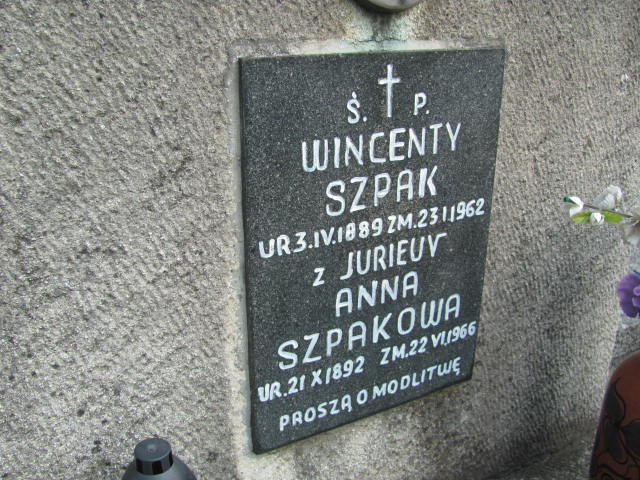 Ś. P.
WINCENTY
SZPAK
UR.3.IV.1889 ZM.23 I.1962
Z JURIEUV
ANNA
SZPAKOWA
UR.21 X 1892 ZM.22 VI.1966
PROSZĄ O MODLITWĘ